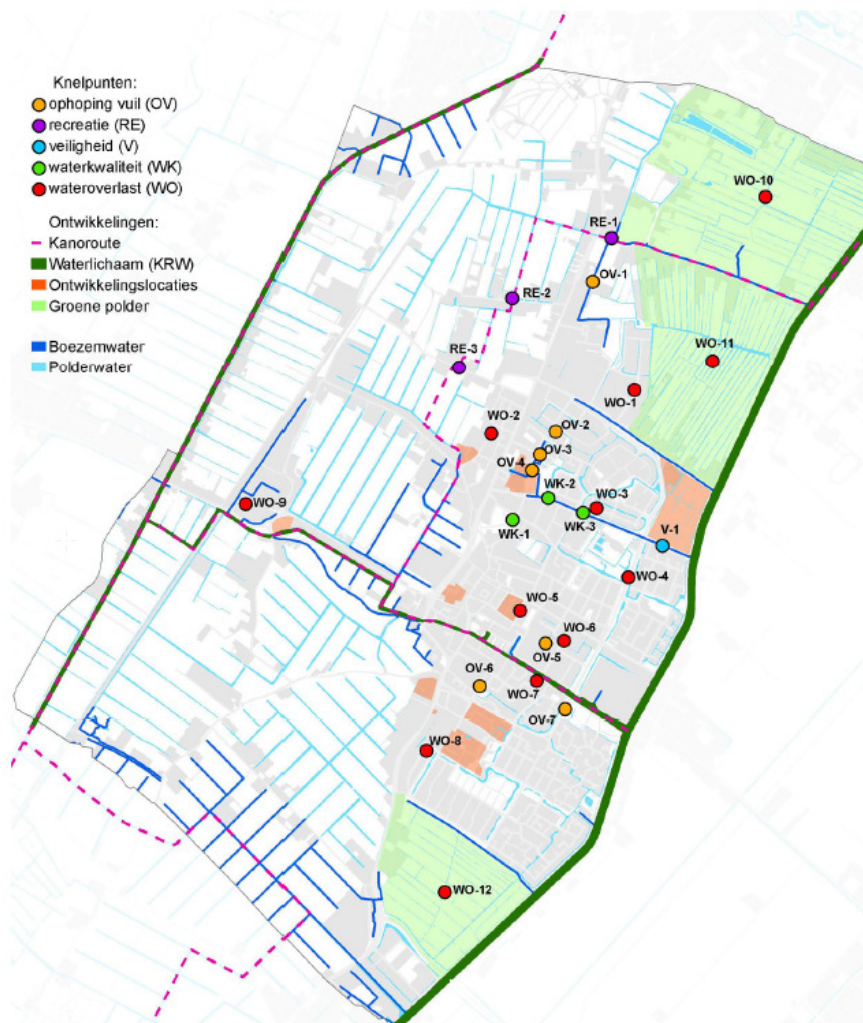 Knelpunten:
ophoping vuil (OV)
recreatie (RE)
veiligheid (V)
waterkwaliteit (WK)
wateroverlast (WO)
Ontwikkelingen:
Kanoroute
Waterlichaam (KRW)
Ontwikkelingslocaties
Groene polder
Boezemwater
Polderwater
WO-10
RE-1
OV-1
RE-2
RE-3
WO-11
WO-1
WO-2
OV-2
OV-3
OV-4
WK-2
WO-3
WO-9
WK-3
WK-1
V-1
WO-4
WO-5
WO-6
OV-5
OV-6
WO-7
OV-7
WO-8
WO-12